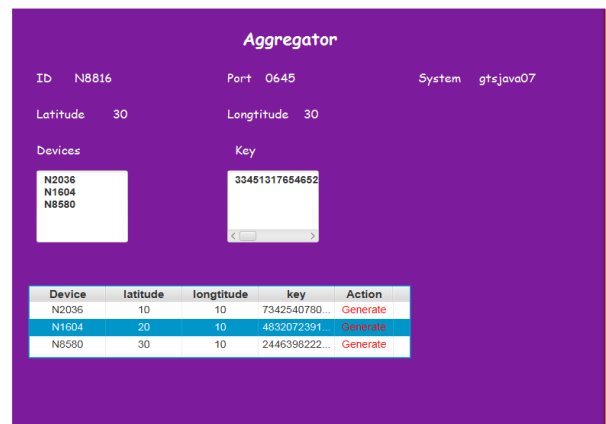 Aggregator
ID N8816 Port 0645 System gtsjava07
Latitude 30 Longtitude 30
Devices Key
N2036
N1604
N8580
33451317654652
Device latitude longtitude key Action
N2036 10 10 7342540780... Generate
N1604 20 10 4832072391... Generate
N8580 30 10 2446398222... Generate